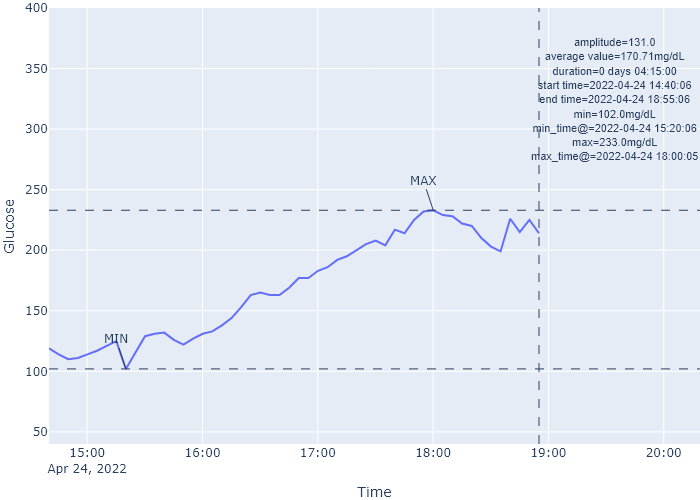 400
350
300
250
200
150
100
50
Glucose
amplitude=131.0
average value=170.71mg/dL
duration=0 days 04:15:00
start time=2022-04-24 14:40:06
end time=2022-04-24 18:55:06
min=102.0mg/dL
min_time@=2022-04-24 15:20:06
max=233.0mg/dL
max_time@=2022-04-24 18:00:05
MAX
MIN
15:00 16:00 17:00 18:00 19:00 20:00
Apr 24, 2022
Time